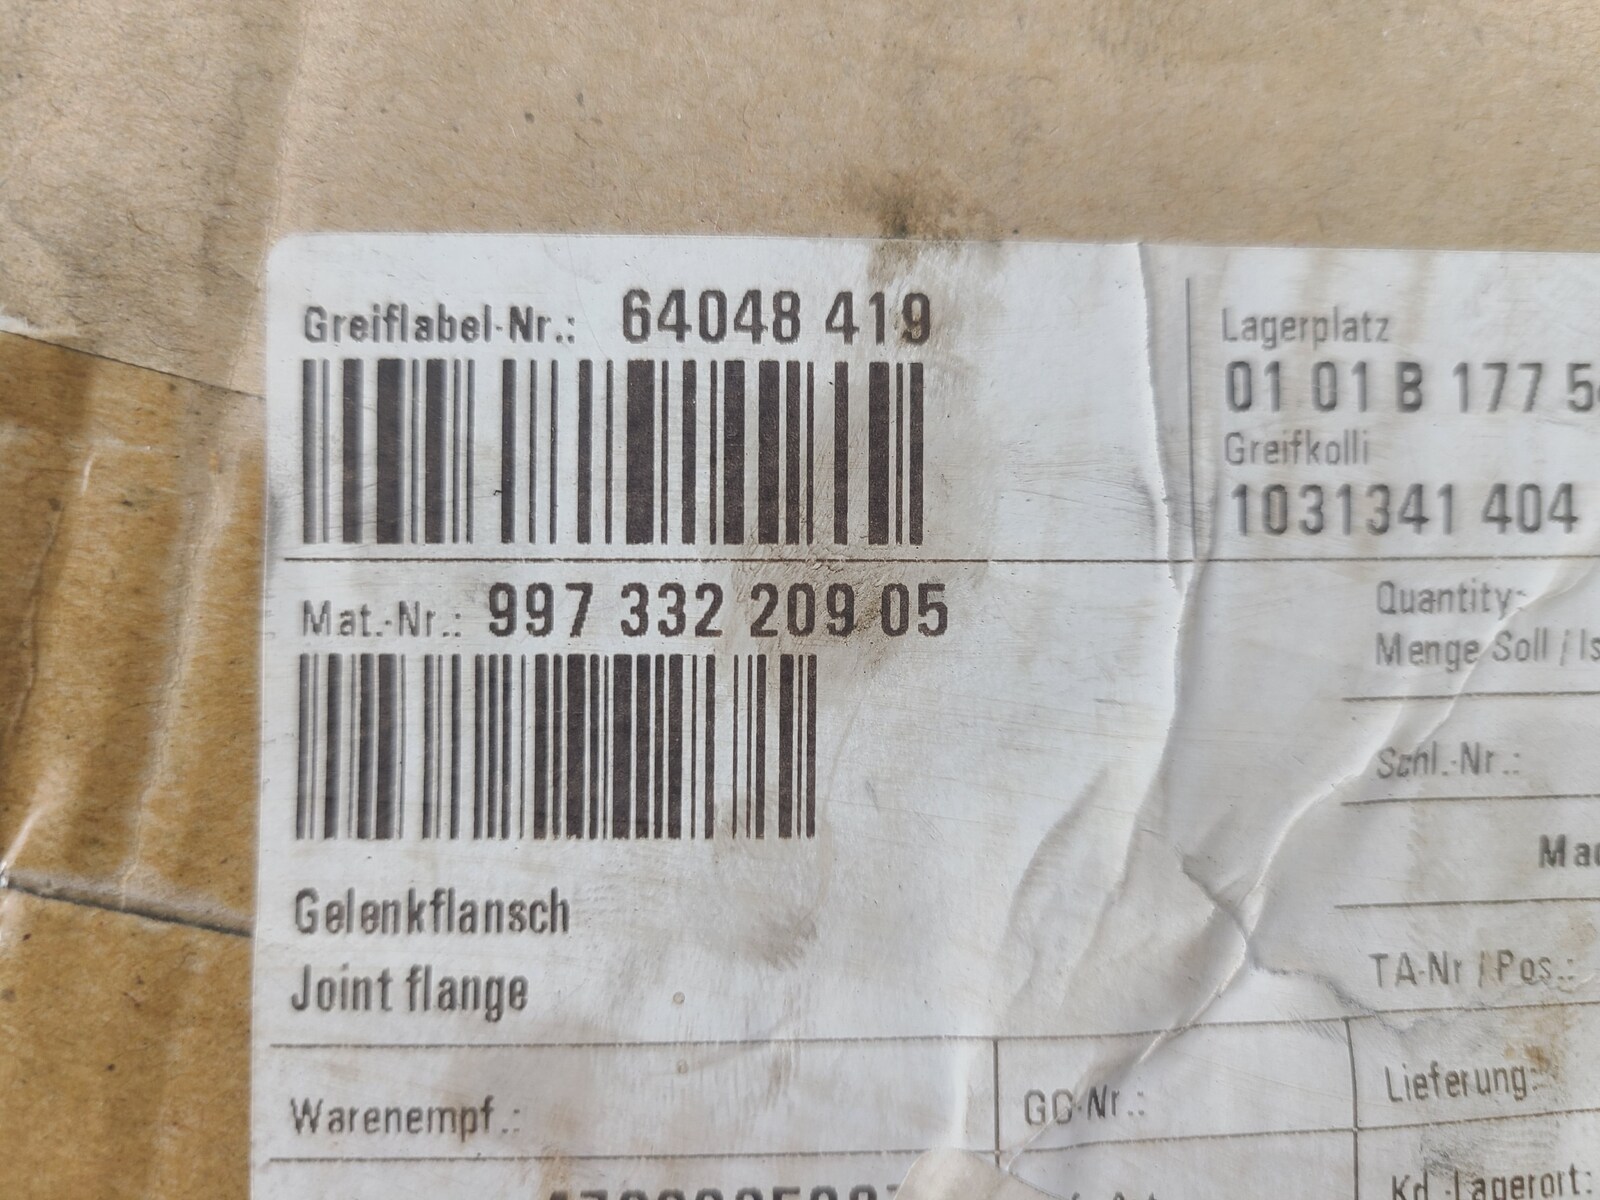 Greiflabel-Nr.: 64048 419
Lagerplatz
01 01 B 177
Greifkolli
1031341 404
Mat.-Nr.: 997 332 209 05
Quantity:
Menge Soll /
Schl.-Nr.:
Gelenkflansch
Joint flange
TA-Nr / Pos.:
Warenempf.:
GG-Nr.:
Lieferung:
Kd. Lagerort: